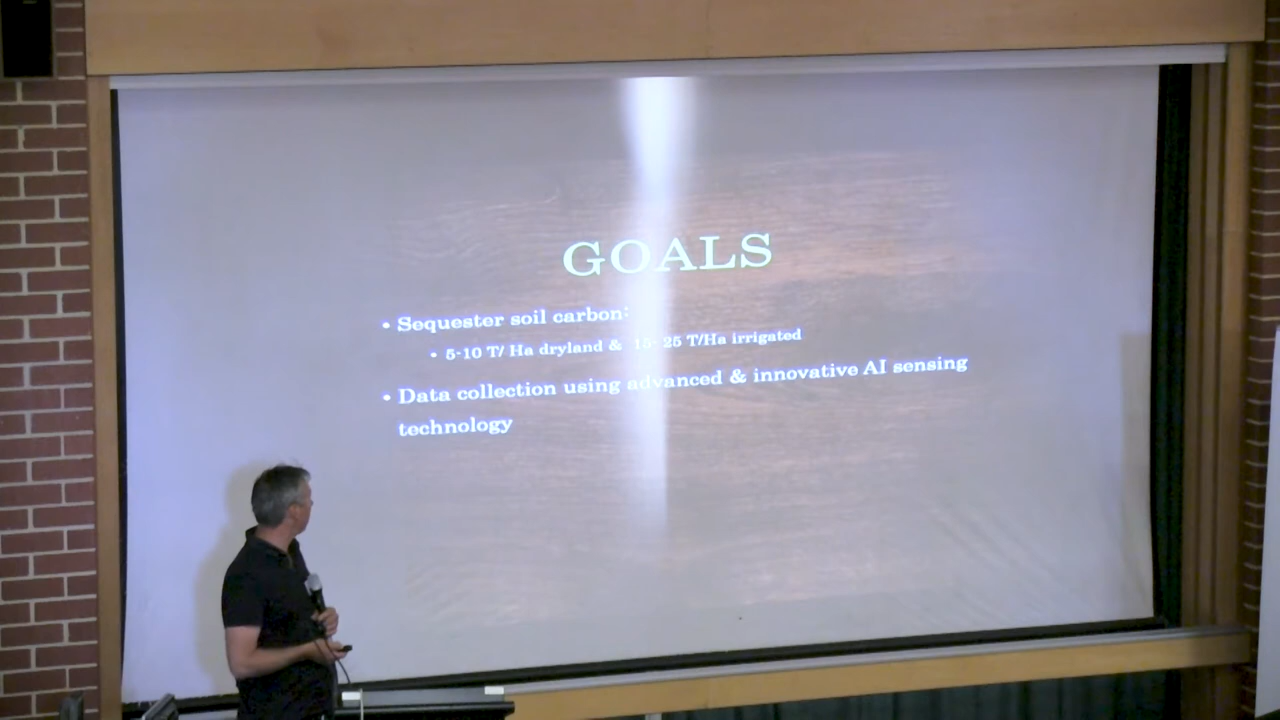 GOALS
• Sequester soil carbon:
• 5-10 T/ Ha dryland & 15- 25 T/Ha irrigated
• Data collection using advanced & innovative AI sensing
technology